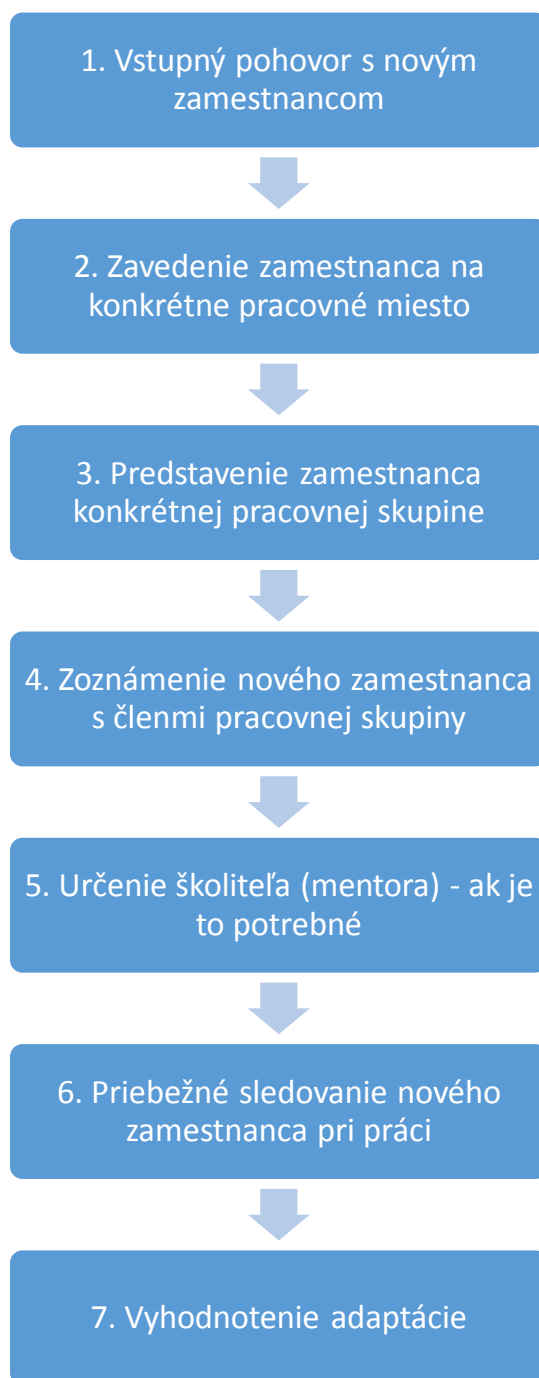 1. Vstupný pohovor s novým
zamestnancom
2. Zavedenie zamestnanca na
konkrétne pracovné miesto
3. Predstavenie zamestnanca
konkrétnej pracovnej skupine
4. Zoznámenie nového zamestnanca
s členmi pracovnej skupiny
5. Určenie školiteľa (mentora) - ak je
to potrebné
6. Priebežné sledovanie nového
zamestnanca pri práci
7. Vyhodnotenie adaptácie